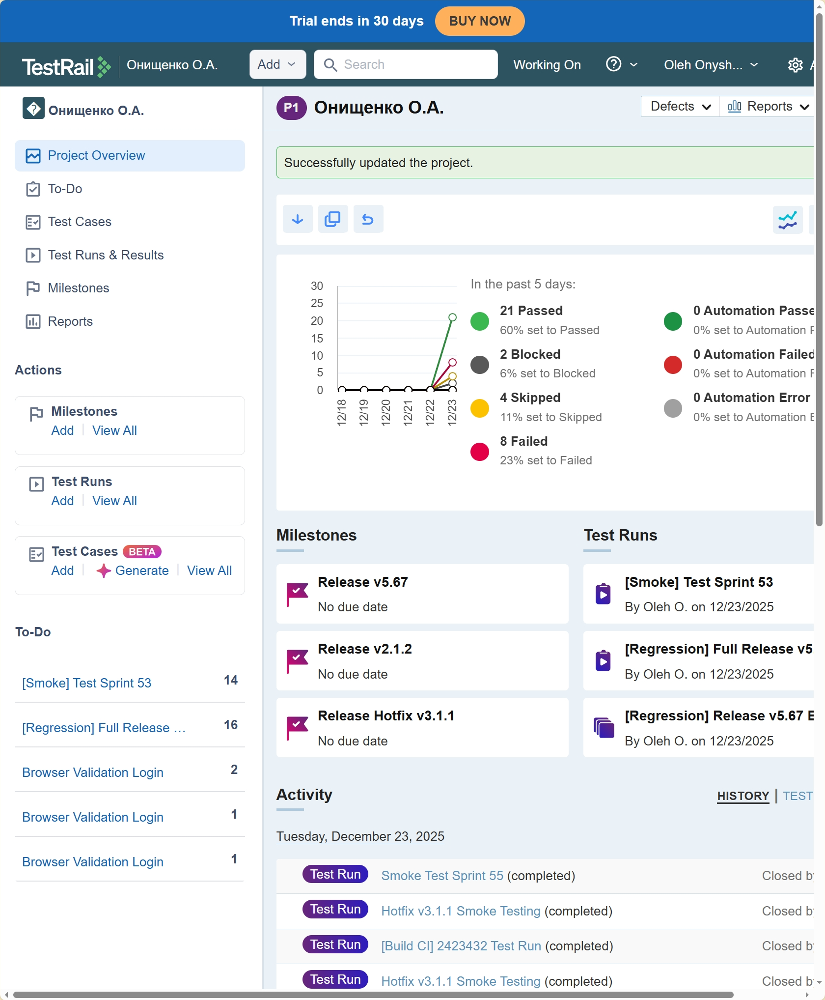 Trial ends in 30 days BUY NOW
TestRail Онищенко О.А. Add Search Working On Oleh Onysh...
Онищенко О.А.
Project Overview
To-Do
Test Cases
Test Runs & Results
Milestones
Reports
Actions
Milestones
Add View All
Test Runs
Add View All
Test Cases BETA
Add Generate View All
To-Do
[Smoke] Test Sprint 53 14
[Regression] Full Release ... 16
Browser Validation Login 2
Browser Validation Login 1
Browser Validation Login 1
P1 Онищенко О.А. Defects Reports
Successfully updated the project.
30
25
20
15
10
5
0
12/18 12/19 12/20 12/21 12/22 12/23
In the past 5 days:
21 Passed
60% set to Passed
2 Blocked
6% set to Blocked
4 Skipped
11% set to Skipped
8 Failed
23% set to Failed
0 Automation Passe
0% set to Automation
0 Automation Failed
0% set to Automation
0 Automation Error
0% set to Automation
Milestones
Release v5.67
No due date
Release v2.1.2
No due date
Release Hotfix v3.1.1
No due date
Test Runs
[Smoke] Test Sprint 53
By Oleh O. on 12/23/2025
[Regression] Full Release v5
By Oleh O. on 12/23/2025
[Regression] Release v5.67
By Oleh O. on 12/23/2025
Activity HISTORY | TEST
Tuesday, December 23, 2025
Test Run Smoke Test Sprint 55 (completed) Closed
Test Run Hotfix v3.1.1 Smoke Testing (completed) Closed
Test Run [Build CI] 2423432 Test Run (completed) Closed
Test Run Hotfix v3.1.1 Smoke Testing (completed) Closed